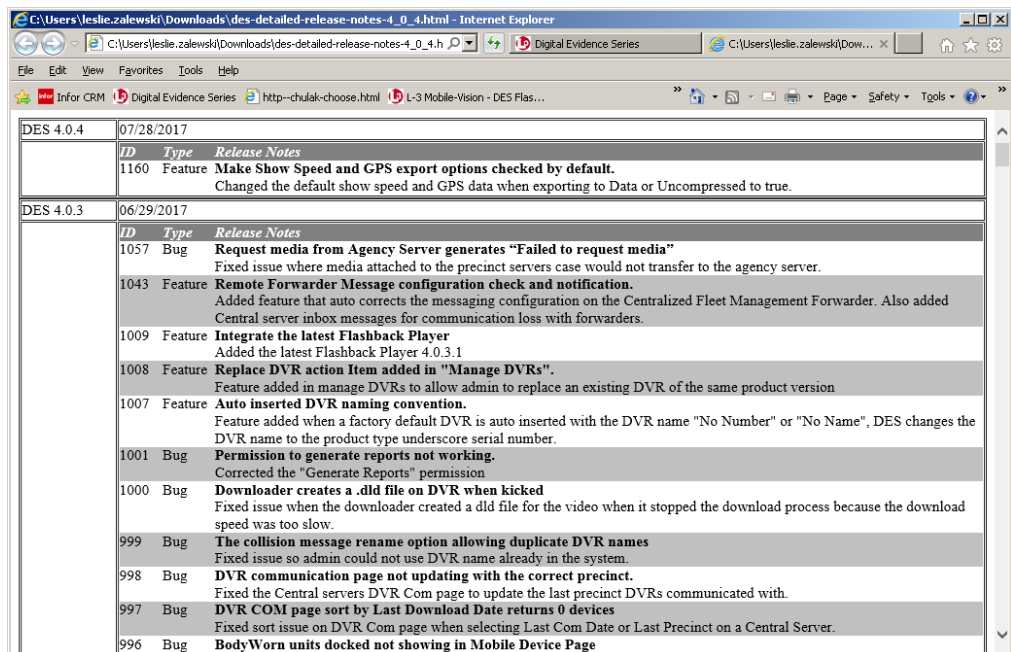 C:\Users\leslie.zalewski\Downloads\des-detailed-release-notes-4_0_4.html - Internet Explorer
C:\Users\leslie.zalewski\Downloads\des-detailed-release-notes-4_0_4.h Digital Evidence Series C:\Users\leslie.zalewski\Dow...
File Edit View Favorites Tools Help
infor Infor CRM Digital Evidence Series http--chulak-choose.html L-3 Mobile-Vision - DES Flas... » Page Safety Tools »
DES 4.0.4 07/28/2017
ID Type Release Notes
1160 Feature Make Show Speed and GPS export options checked by default.
Changed the default show speed and GPS data when exporting to Data or Uncompressed to true.
DES 4.0.3 06/29/2017
ID Type Release Notes
1057 Bug Request media from Agency Server generates “Failed to request media”
Fixed issue where media attached to the precinct servers case would not transfer to the agency server.
1043 Feature Remote Forwarder Message configuration check and notification.
Added feature that auto corrects the messaging configuration on the Centralized Fleet Management Forwarder. Also added
Central server inbox messages for communication loss with forwarders.
1009 Feature Integrate the latest Flashback Player
Added the latest Flashback Player 4.0.3.1
1008 Feature Replace DVR action Item added in "Manage DVRs".
Feature added in manage DVRs to allow admin to replace an existing DVR of the same product version
1007 Feature Auto inserted DVR naming convention.
Feature added when a factory default DVR is auto inserted with the DVR name "No Number" or "No Name", DES changes the
DVR name to the product type underscore serial number.
1001 Bug Permission to generate reports not working.
Corrected the "Generate Reports" permission
1000 Bug Downloader creates a .dld file on DVR when kicked
Fixed issue when the downloader created a dld file for the video when it stopped the download process because the download
speed was too slow.
999 Bug The collision message rename option allowing duplicate DVR names
Fixed issue so admin could not use DVR name already in the system.
998 Bug DVR communication page not updating with the correct precinct.
Fixed the Central servers DVR Com page to update the last precinct DVRs communicated with.
997 Bug DVR COM page sort by Last Download Date returns 0 devices
Fixed sort issue on DVR Com page when selecting Last Com Date or Last Precinct on a Central Server.
996 Bug BodyWorn units docked not showing in Mobile Device Page